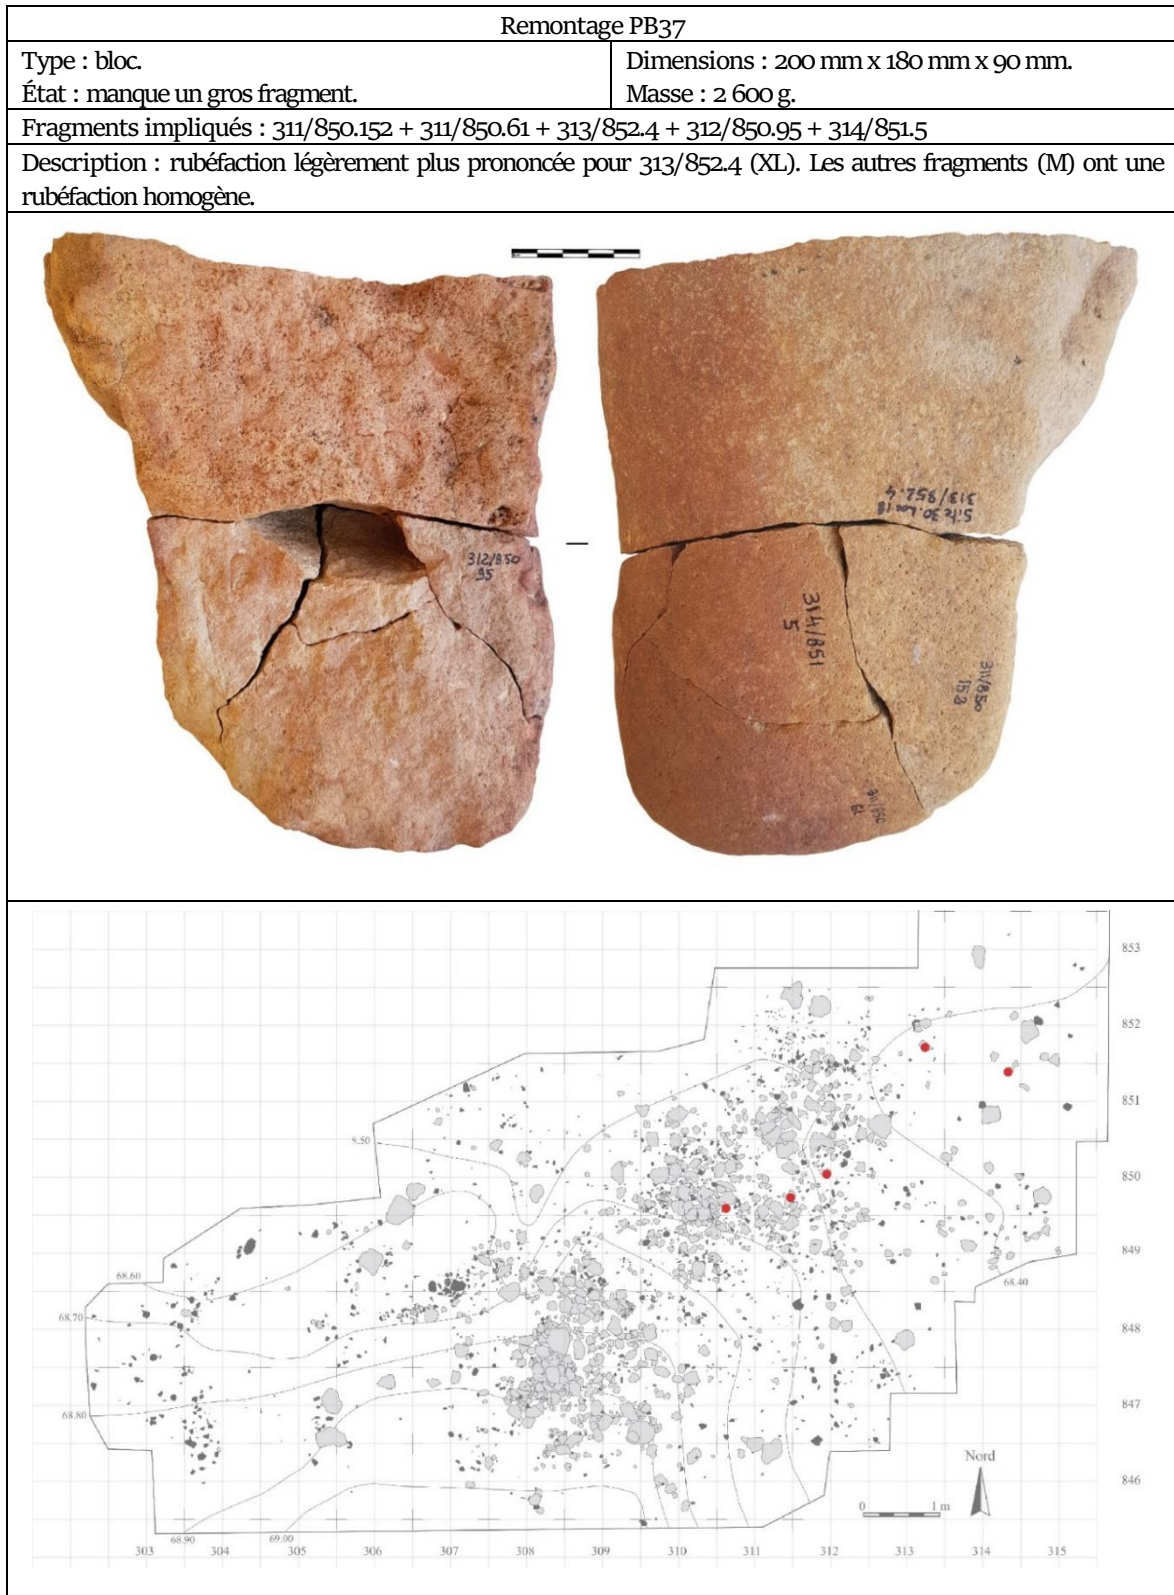 Remontage PB37
Type : bloc.
État : manque un gros fragment.
Dimensions : 200 mm x 180 mm x 90 mm.
Masse : 2 600 g.
Fragments impliqués : 311/850.152 + 311/850.61 + 313/852.4 + 312/850.95 + 314/851.5
Description : rubéfaction légèrement plus prononcée pour 313/852.4 (XL). Les autres fragments (M) ont une
rubéfaction homogène.
312/850
95
Site 30.Loc 18
313/852.4
314/851
5
311/850
152
853
852
851
850
849
848
847
846
8.50
68.60
68.70
68.80
68.90
69.00
68.40
Nord
0 1 m
303 304 305 306 307 308 309 310 311 312 313 314 315